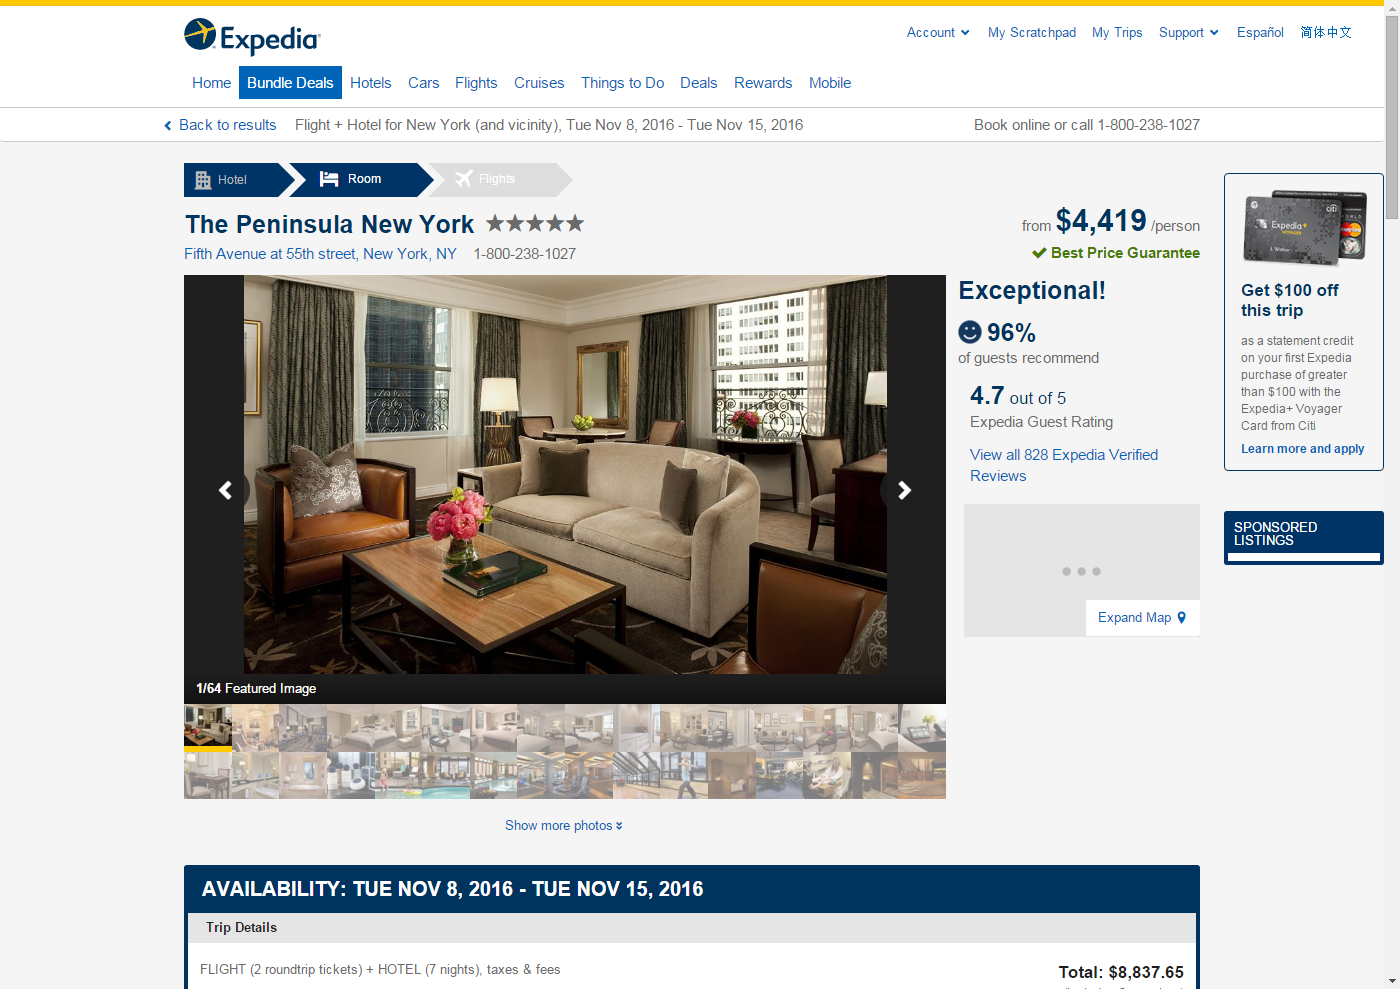 Expedia
Account My Scratchpad My Trips Support Español 简体中文
Home Bundle Deals Hotels Cars Flights Cruises Things to Do Deals Rewards Mobile
Back to results Flight + Hotel for New York (and vicinity), Tue Nov 8, 2016 - Tue Nov 15, 2016 Book online or call 1-800-238-1027
Hotel Room Flights
The Peninsula New York
from $4,419 /person
Fifth Avenue at 55th street, New York, NY 1-800-238-1027
Best Price Guarantee
Exceptional!
96%
of guests recommend
4.7 out of 5
Expedia Guest Rating
View all 828 Expedia Verified
Reviews
Expand Map
1/64 Featured Image
Show more photos
citi
Expedia+
VOYAGER
Get $100 off
this trip
as a statement credit
on your first Expedia
purchase of greater
than $100 with the
Expedia+ Voyager
Card from Citi
Learn more and apply
SPONSORED
LISTINGS
AVAILABILITY: TUE NOV 8, 2016 - TUE NOV 15, 2016
Trip Details
FLIGHT (2 roundtrip tickets) + HOTEL (7 nights), taxes & fees
Total: $8,837.65